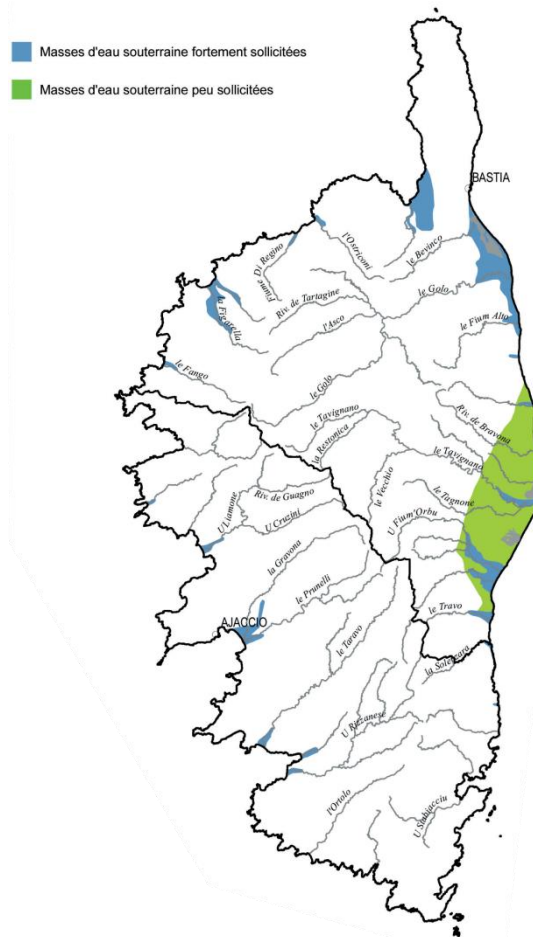 Masses d'eau souterraine fortement sollicitées
Masses d'eau souterraine peu sollicitées
BASTIA
l'Ostriconi
le Bevinco
Fiume Di Regino
Riv. de Tartagine
le Golo
la Figarella
l'Asco
le Fium Alto
le Fango
le Golo
Riv. de Bravona
le Tavignano
la Restonica
le Tavignano
le Vecchio
le Tagnone
Riv. de Guagno
U Liamone
U Cruzini
U Fium'Orbu
la Gravona
le Prunelli
le Travo
AJACCIO
le Taravo
la Solenzara
U Rizzanese
l'Ortolo
U Stabiacciu